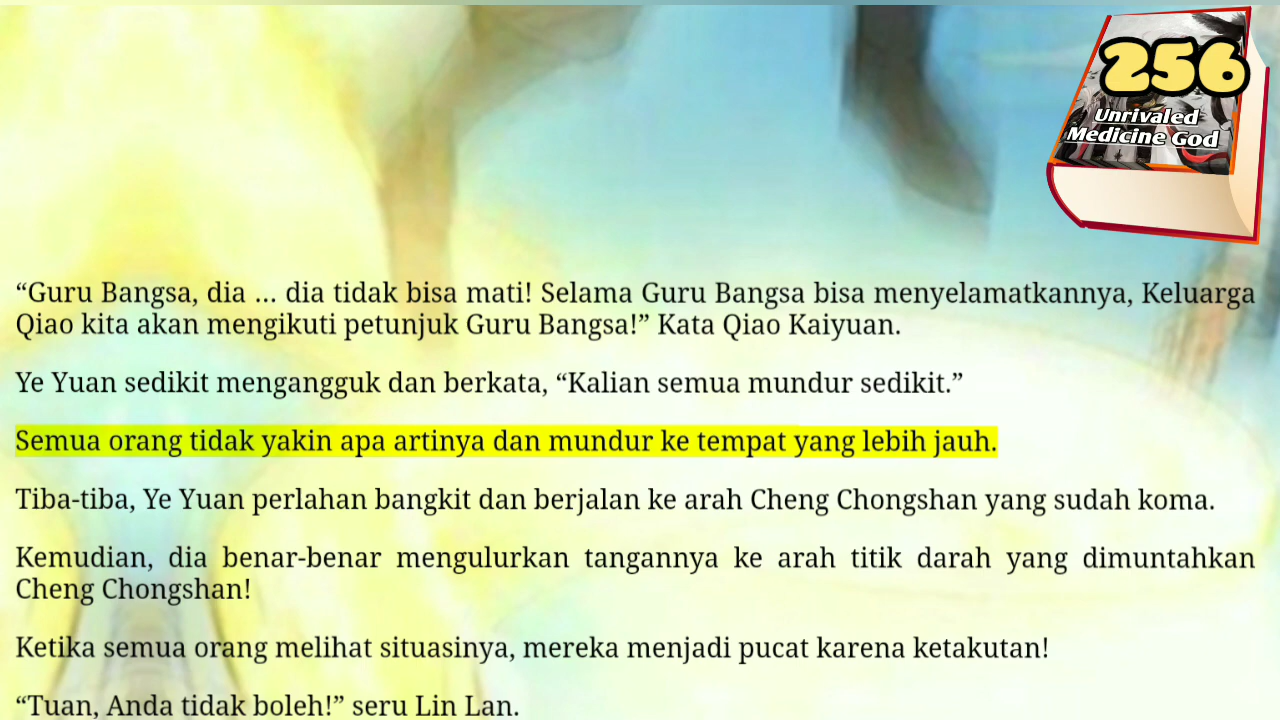 256
Unrivaled
Medicine God
“Guru Bangsa, dia ... dia tidak bisa mati! Selama Guru Bangsa bisa menyelamatkannya, Keluarga
Qiao kita akan mengikuti petunjuk Guru Bangsa!” Kata Qiao Kaiyuan.
Ye Yuan sedikit mengangguk dan berkata, “Kalian semua mundur sedikit.”
Semua orang tidak yakin apa artinya dan mundur ke tempat yang lebih jauh.
Tiba-tiba, Ye Yuan perlahan bangkit dan berjalan ke arah Cheng Chongshan yang sudah koma.
Kemudian, dia benar-benar mengulurkan tangannya ke arah titik darah yang dimuntahkan
Cheng Chongshan!
Ketika semua orang melihat situasinya, mereka menjadi pucat karena ketakutan!
“Tuan, Anda tidak boleh!” seru Lin Lan.